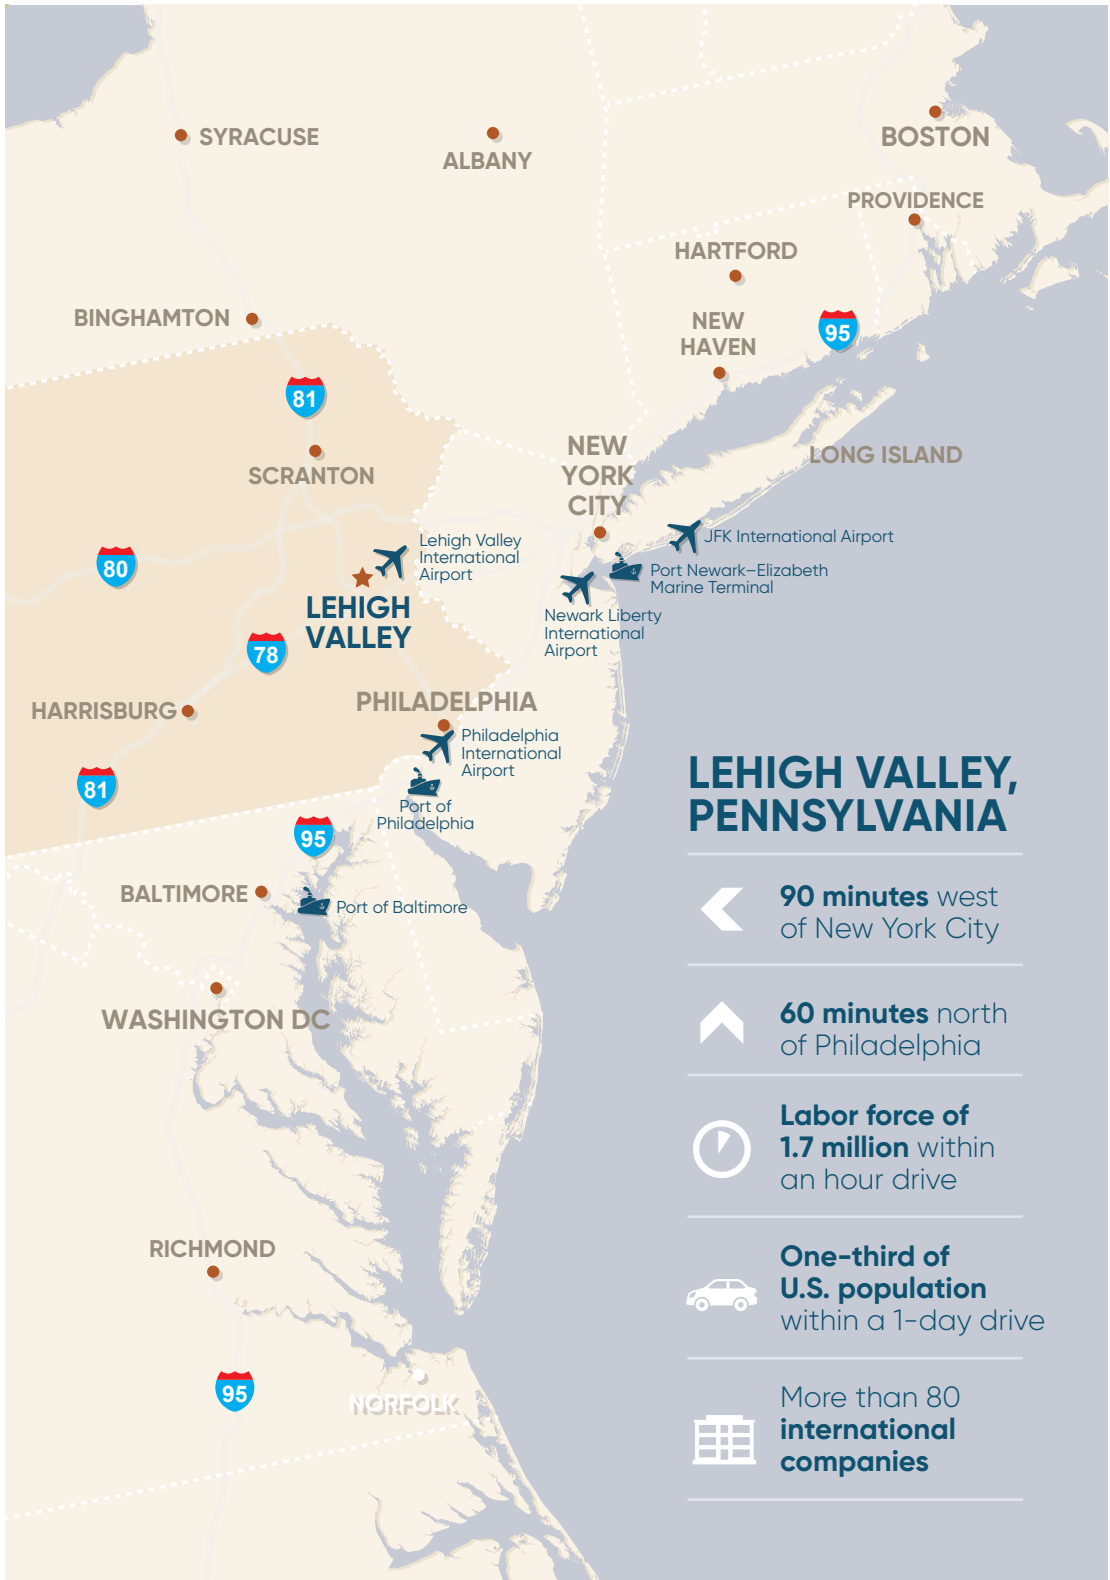 SYRACUSE
ALBANY
BOSTON
PROVIDENCE
HARTFORD
BINGHAMTON
NEW
HAVEN
95
81
SCRANTON
NEW
YORK
CITY
LONG ISLAND
80
Lehigh Valley
International
Airport
JFK International Airport
Port Newark–Elizabeth
Marine Terminal
LEHIGH
VALLEY
Newark Liberty
International
Airport
78
HARRISBURG
PHILADELPHIA
Philadelphia
International
Airport
81
Port of
Philadelphia
95
BALTIMORE
Port of Baltimore
WASHINGTON DC
RICHMOND
95
NORFOLK
LEHIGH VALLEY,
PENNSYLVANIA
90 minutes west
of New York City
60 minutes north
of Philadelphia
Labor force of
1.7 million within
an hour drive
One-third of
U.S. population
within a 1-day drive
More than 80
international
companies